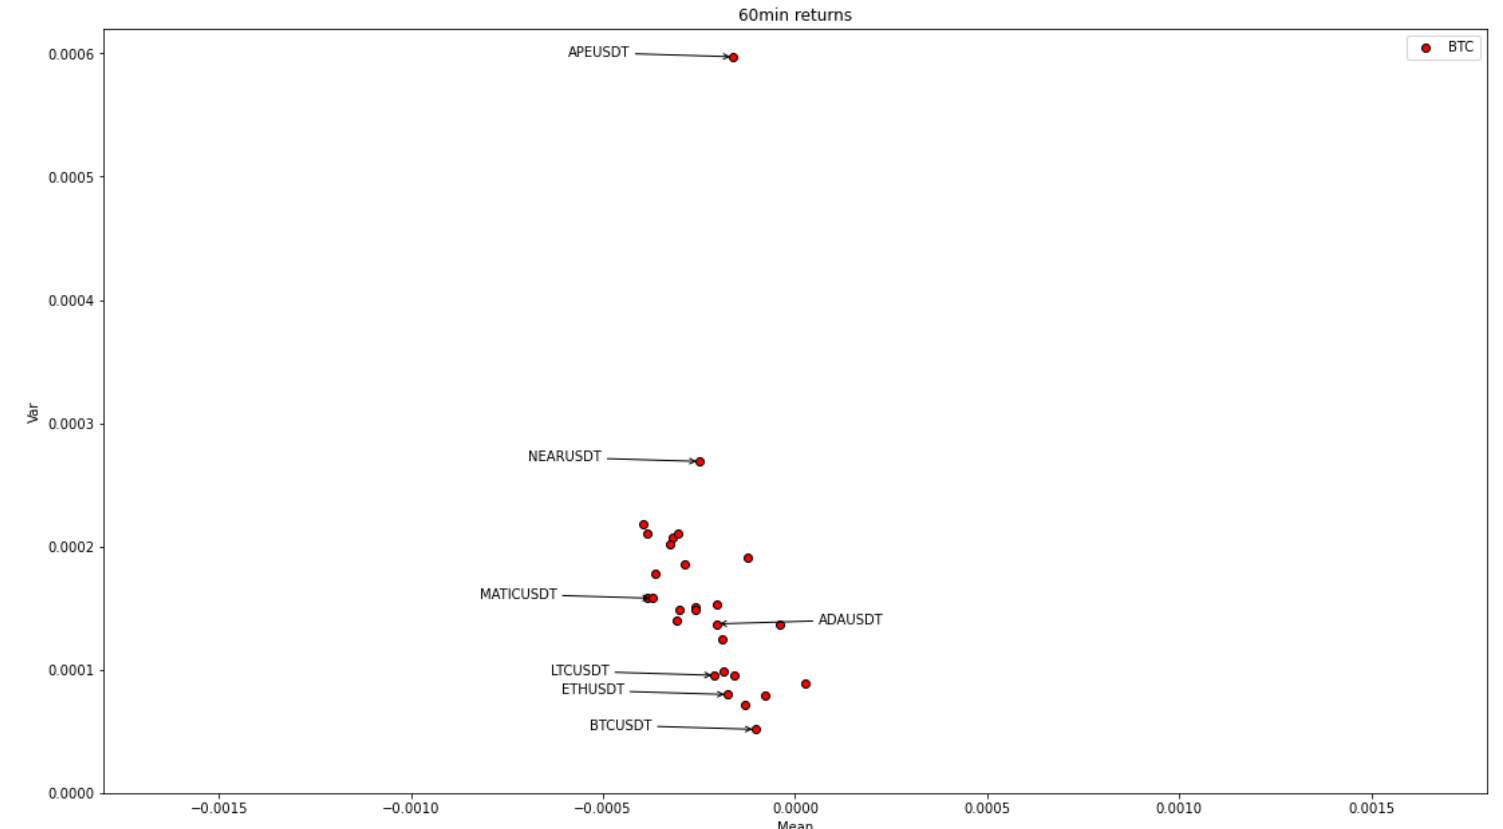 60min returns
0.0006
APEUSDT
BTC
0.0005
0.0004
Var
0.0003
NEARUSDT
0.0002
MATICUSDT
ADAUSDT
0.0001
LTCUSDT
ETHUSDT
BTCUSDT
0.0000
−0.0015 −0.0010 −0.0005 0.0000 0.0005 0.0010 0.0015
Mean